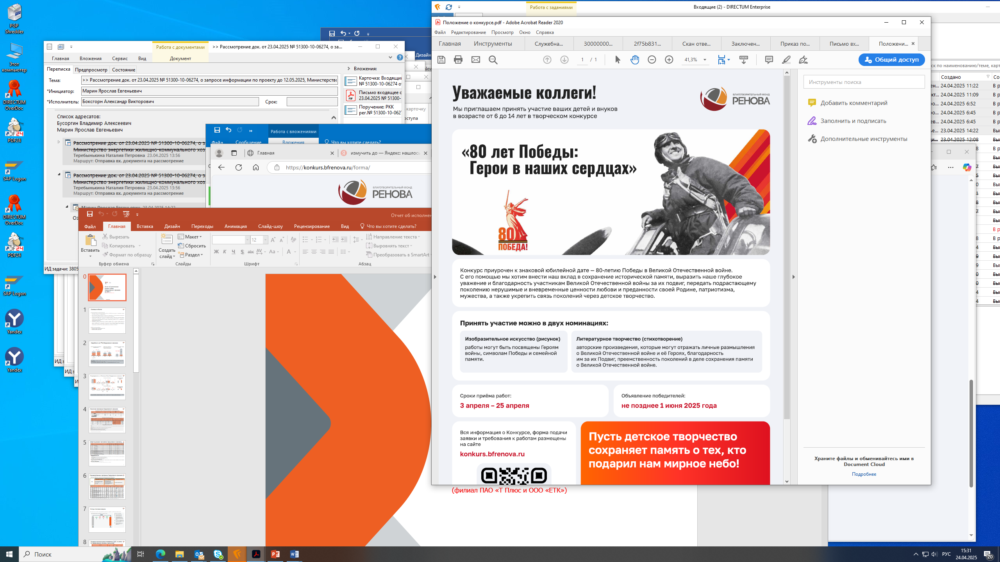 PGP
Shredder
Этот
компьютер
DIRECTUM
OverDoc
PDF24
SAP Logon
DIRECTUM
OverDoc
PDF24
SAP Logon
Yandex
Yandex
Работа с документами
>> Рассмотрение док. от 23.04.2025 № 51300-10-06274, о за...
Главная Вложения Сервис Вид Документ
Переписка Предпросмотр Состояние
Вложения:
Тема: >> Рассмотрение док. от 23.04.2025 № 51300-10-06274, о запросе информации по проекту до 12.05.2025, Министерств
*Инициатор: Марин Ярослав Евгеньевич
*Исполнитель: Боксгорн Александр Викторович Срок:
Карточка: Входящи
№ 51300-10-06274 о
Письмо входящее с
23.04.2025 № 51300-
Поручение: РКК
рег.№ 51300-10-0627
Список адресатов:
Бусоргин Владимир Алексеевич
Марин Ярослав Евгеньевич
Рассмотрение док. от 23.04.2025 № 51300-10-06274, о з
Министерство энергетики жилищно-коммунального хоз
Теребынькина Наталия Петровна 23.04.2025 13:56
Маршрут: Отправка вх. документа на рассмотрение
Рассмотрение док. от 23.04.2025 № 51300-10-06274, о з
Министерство энергетики жилищно-коммунального хоз
Теребынькина Наталия Петровна 23.04.2025 13:56
Маршрут: Отправка вх. документа на рассмотрение
Марин Ярослав Евгеньевич 23.04.2025 14:22
Оз
ИД задачи: 3805
ИД з
ИД з
И
Дизайн
New
карточку
оступа
Работа с вложениями
Файл Сообщение Вложения Что вы хотите сделать?
Главная
измучить до — Яндекс: нашлось
https://konkurs.bfrenova.ru/forma/
БЛАГОТВОРИТЕЛЬНЫЙ ФОНД
РЕНОВА
Отчет об исполнен
Файл Главная Вставка Дизайн Переходы Анимация Слайд-шоу Рецензирование Вид Что вы хотите сделать?
Вставить
Вырезать
Копировать
Формат по образцу
Буфер обмена
Создать
слайд
Макет
Сбросить
Раздел
Слайды
12
Ж К Ч S abc AV Aa A
Шрифт
Направление текста
Выровнять текст
Преобразовать в SmartArt
Абзац
0
1
2
3
4
5
6
7
8
(филиал ПАО «Т Плюс и ООО «ЕТК»)
Работа с заданиями
Входящие (2) - DIRECTUM Enterprise
Положение о конкурсе.pdf - Adobe Acrobat Reader 2020
Файл Редактирование Просмотр Окно Справка
Главная Инструменты Служебна... 30000000... 2f75b831... Скан отве... Заключен... Приказ по... Письмо вх... Положени...
1 / 1
41,3%
Общий доступ
Уважаемые коллеги!
Мы приглашаем принять участие ваших детей и внуков
в возрасте от 6 до 14 лет в творческом конкурсе
БЛАГОТВОРИТЕЛЬНЫЙ ФОНД
РЕНОВА
«80 лет Победы:
Герои в наших сердцах»
80
ПОБЕДА!
Конкурс приурочен к знаковой юбилейной дате — 80-летию Победы в Великой Отечественной войне.
С его помощью мы хотим внести наш вклад в сохранение исторической памяти, выразить наше глубокое
уважение и благодарность участникам Великой Отечественной войны за их подвиг, передать подрастающему
поколению нерушимые и вневременные ценности любови и преданности своей Родине, патриотизма,
мужества, а также укрепить связь поколений через детское творчество.
Принять участие можно в двух номинациях:
Изобразительное искусство (рисунок)
работы могут быть посвящены Героям
войны, символам Победы и семейной
памяти.
Литературное творчество (стихотворение)
авторские произведения, которые могут отражать личные размышления
о Великой Отечественной войне и её Героях, благодарность
им за их Подвиг, преемственность поколений в деле сохранения памяти
о Великой Отечественной войне.
Сроки приёма работ:
3 апреля – 25 апреля
Объявление победителей:
не позднее 1 июня 2025 года
Вся информация о Конкурсе, форма подачи
заявки и требования к работам размещены
на сайте
konkurs.bfrenova.ru
Пусть детское творчество
сохраняет память о тех, кто
подарил нам мирное небо!
Инструменты поиска
Добавить комментарий
Заполнить и подписать
Дополнительные инструменты
Храните файлы и обменивайтесь ими в
Document Cloud
Подробнее
ск по наименованию/теме, карт
Создано Со
ен... 24.04.2025 11:22 В р
кт... 24.04.2025 11:09 В р
ро... 24.04.2025 6:52 В р
ро... 24.04.2025 6:45 В р
ев... 24.04.2025 6:45 В р
ье... 23.04.2025 14:22 Вып
ди... 23.04.2025 12:08 Вы
Поиск
РУС
15:31
24.04.2025
20